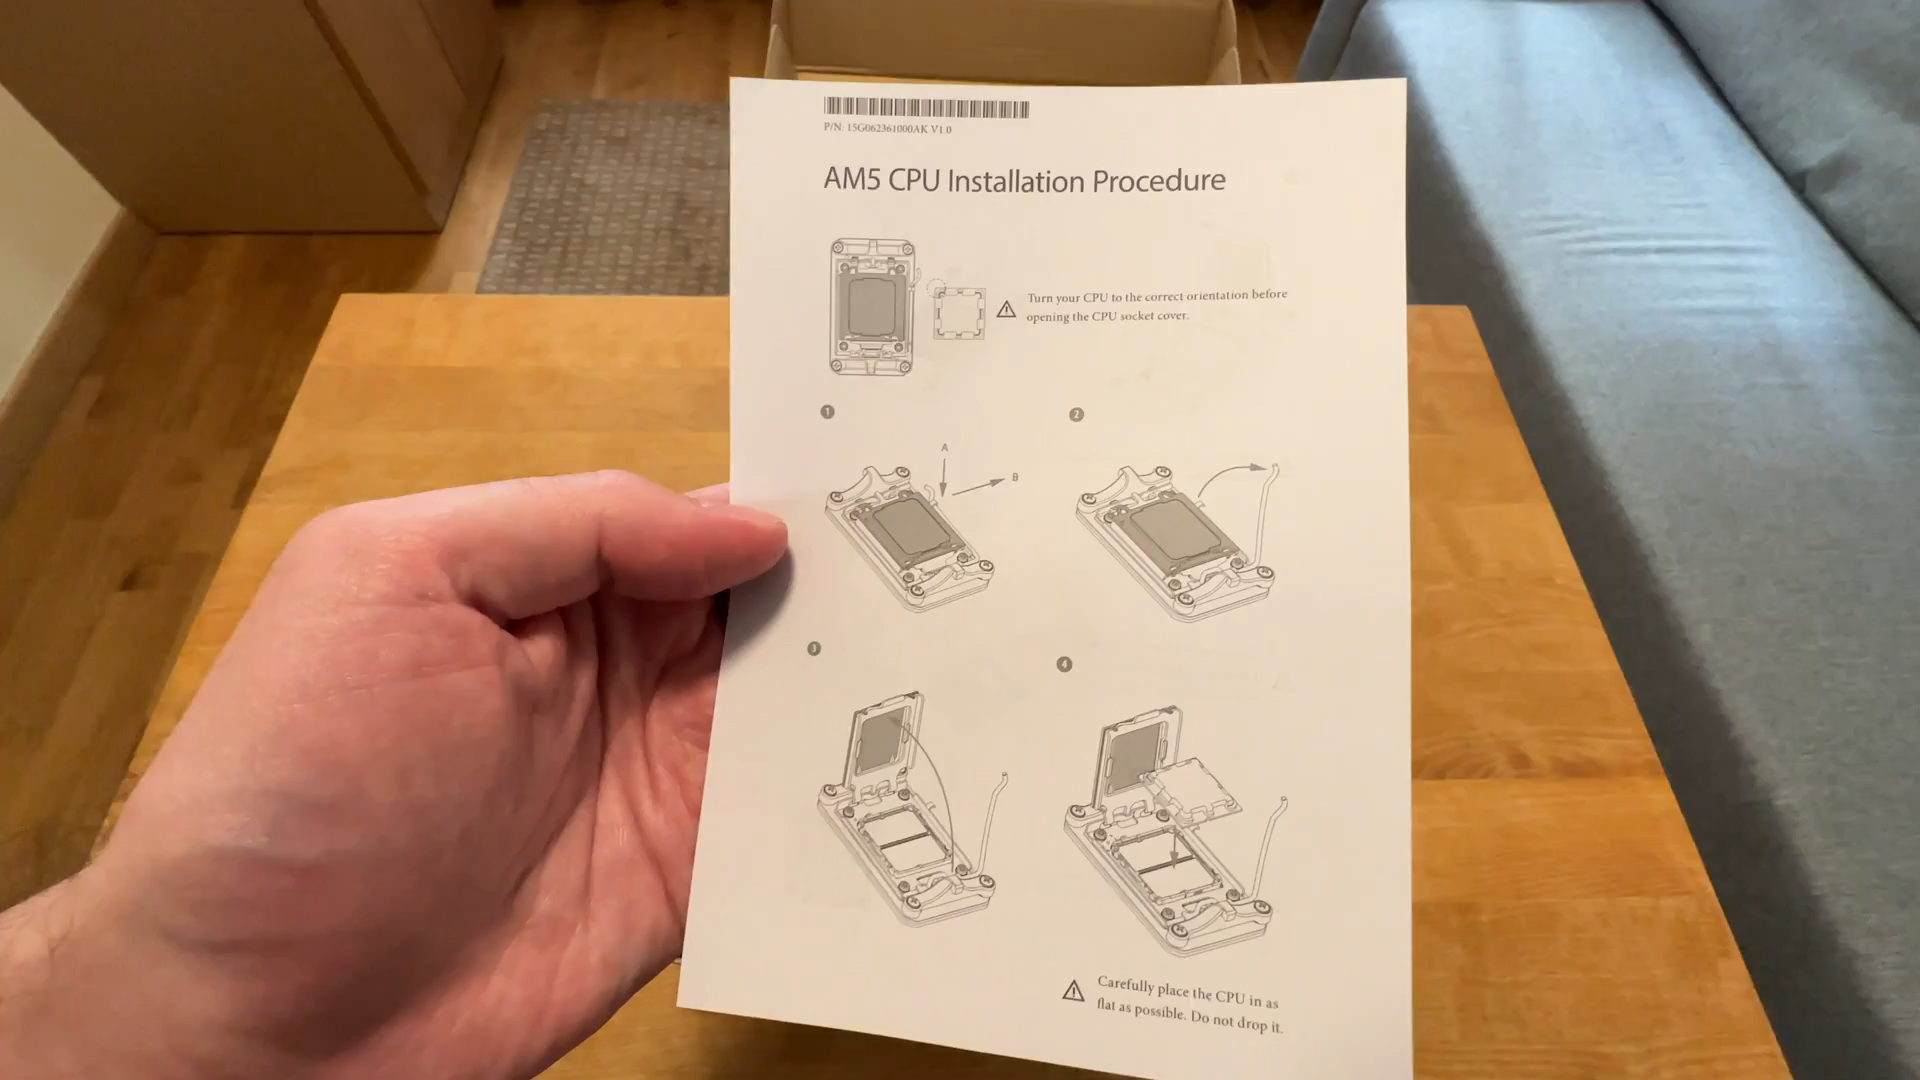 P/N: 15G062361000AK V1.0
AM5 CPU Installation Procedure
Turn your CPU to the correct orientation before
opening the CPU socket cover.
1
2
A
B
3
4
Carefully place the CPU in as
flat as possible. Do not drop it.